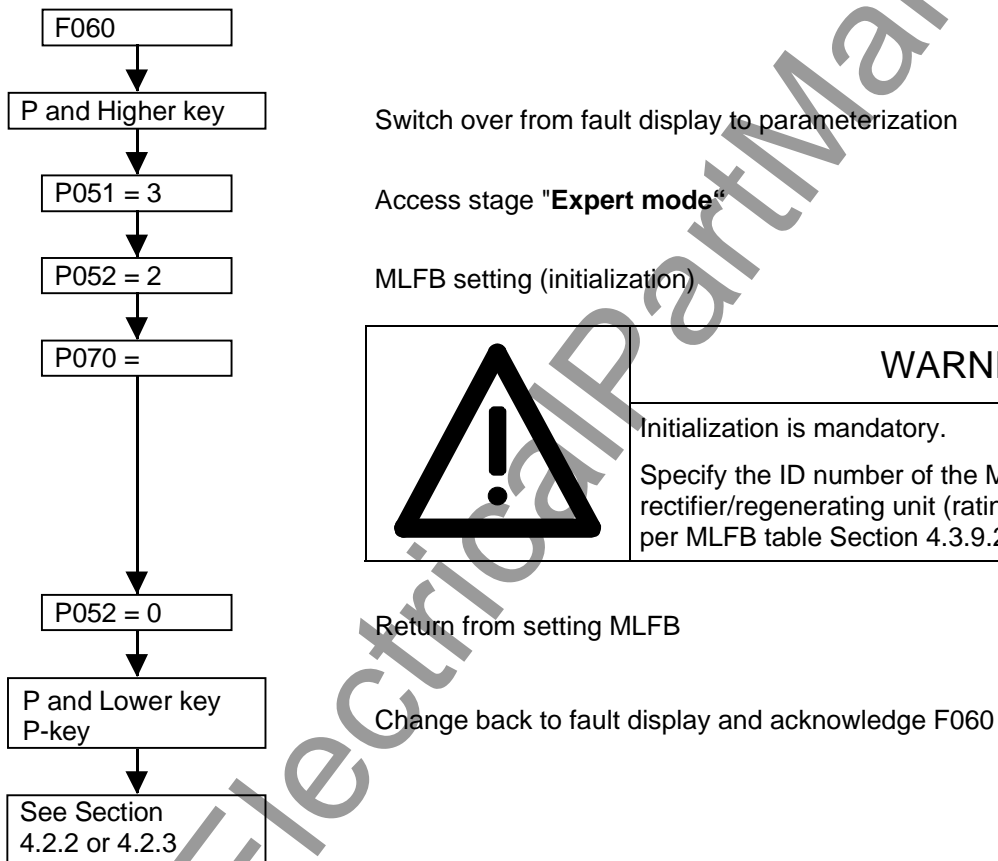 F060
P and Higher key
Switch over from fault display to parameterization
P051 = 3
Access stage "Expert mode“
P052 = 2
MLFB setting (initialization)
P070 =
Initialization is mandatory.
Specify the ID number of the
rectifier/regenerating unit
per MLFB table Section
P052 = 0
Return from setting MLFB
P and Lower key
P-key
Change back to fault display and acknowledge F060
See Section
4.2.2 or 4.2.3